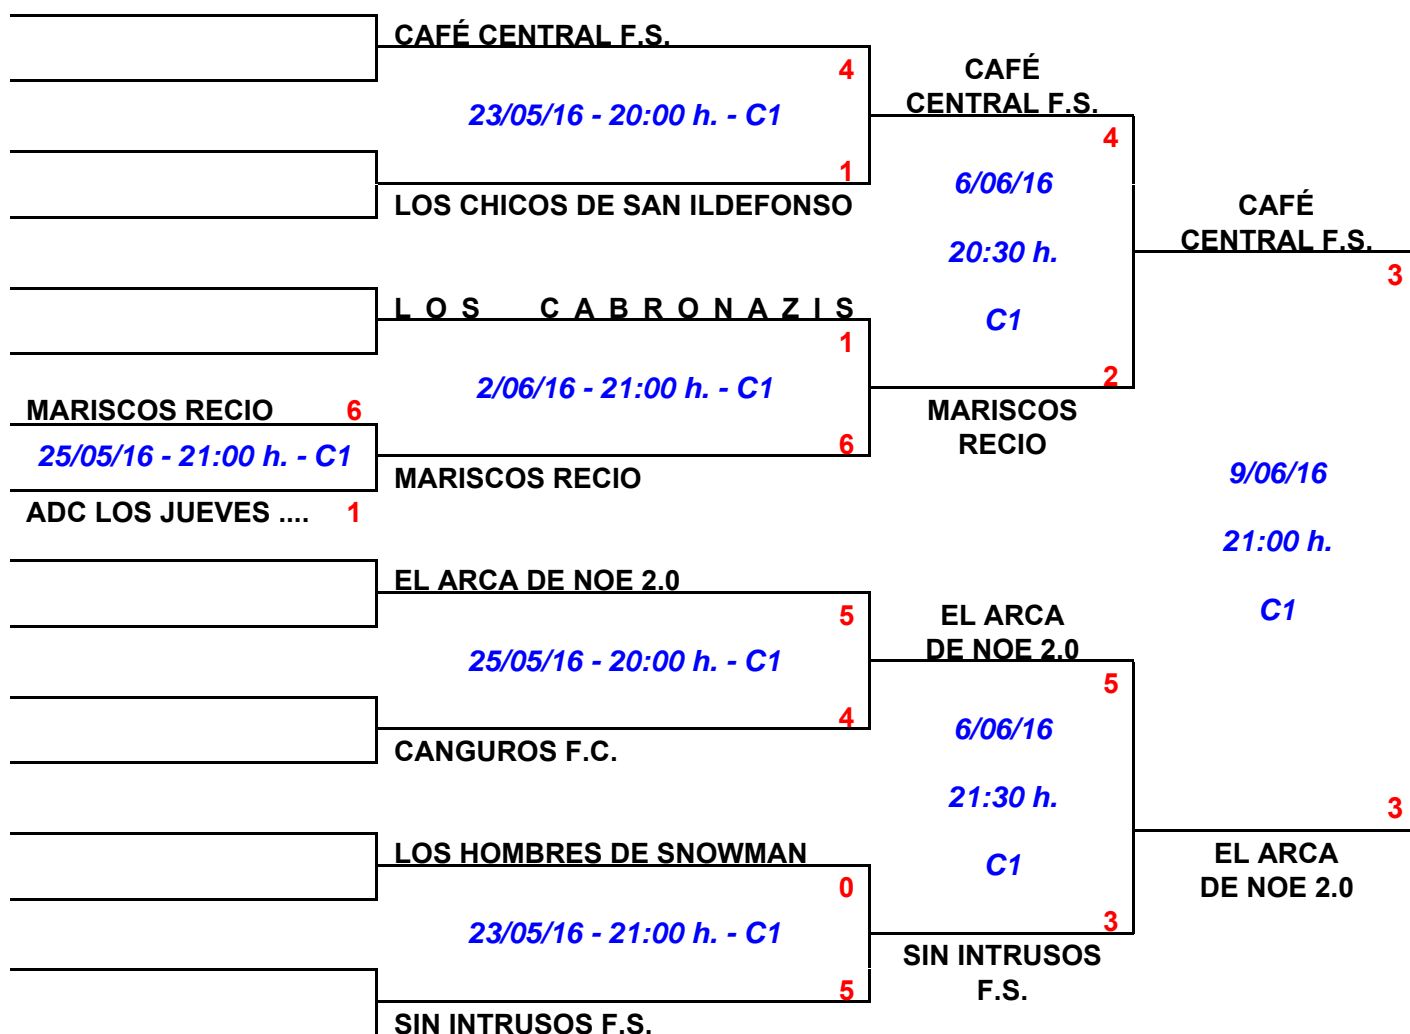 CAFÉ CENTRAL F.S.
4
23/05/16 - 20:00 h. - C1
1
LOS CHICOS DE SAN ILDEFONSO
LOS CABRONAZIS
1
2/06/16 - 21:00 h. - C1
MARISCOS RECIO 6
25/05/16 - 21:00 h. - C1
ADC LOS JUEVES .... 1
6
MARISCOS RECIO
EL ARCA DE NOE 2.0
5
25/05/16 - 20:00 h. - C1
4
CANGUROS F.C.
LOS HOMBRES DE SNOWMAN
0
23/05/16 - 21:00 h. - C1
5
SIN INTRUSOS F.S.
CAFÉ
CENTRAL F.S.
4
6/06/16
20:30 h.
C1
2
MARISCOS
RECIO
EL ARCA
DE NOE 2.0
5
6/06/16
21:30 h.
C1
3
SIN INTRUSOS
F.S.
CAFÉ
CENTRAL F.S.
3
9/06/16
21:00 h.
C1
3
EL ARCA
DE NOE 2.0